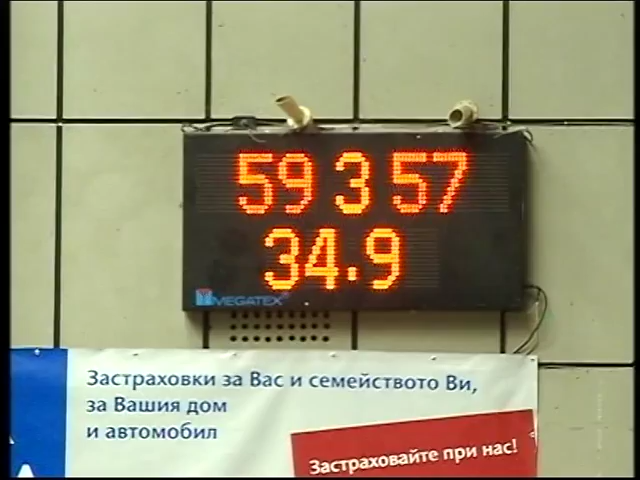 59 3 57
34.9
MEGATEX
Застраховки за Вас и семейството Ви,
за Вашия дом
и автомобил
Застраховайте при нас!